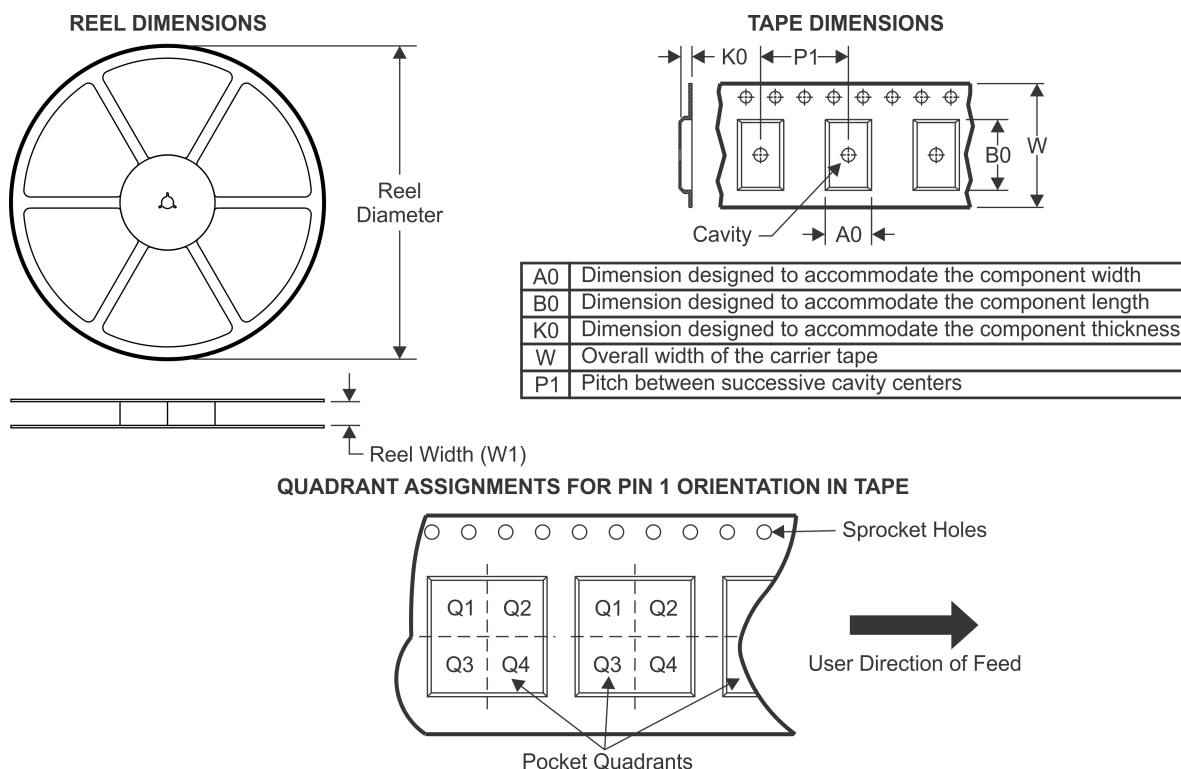 REEL DIMENSIONS
Reel
Diameter
Reel Width (W1)
TAPE DIMENSIONS
K0
P1
B0
W
Cavity
A0
A0 Dimension designed to accommodate the component width
B0 Dimension designed to accommodate the component length
K0 Dimension designed to accommodate the component thickness
W Overall width of the carrier tape
P1 Pitch between successive cavity centers
QUADRANT ASSIGNMENTS FOR PIN 1 ORIENTATION IN TAPE
Sprocket Holes
Q1 Q2 Q1 Q2
Q3 Q4 Q3 Q4
User Direction of Feed
Pocket Quadrants